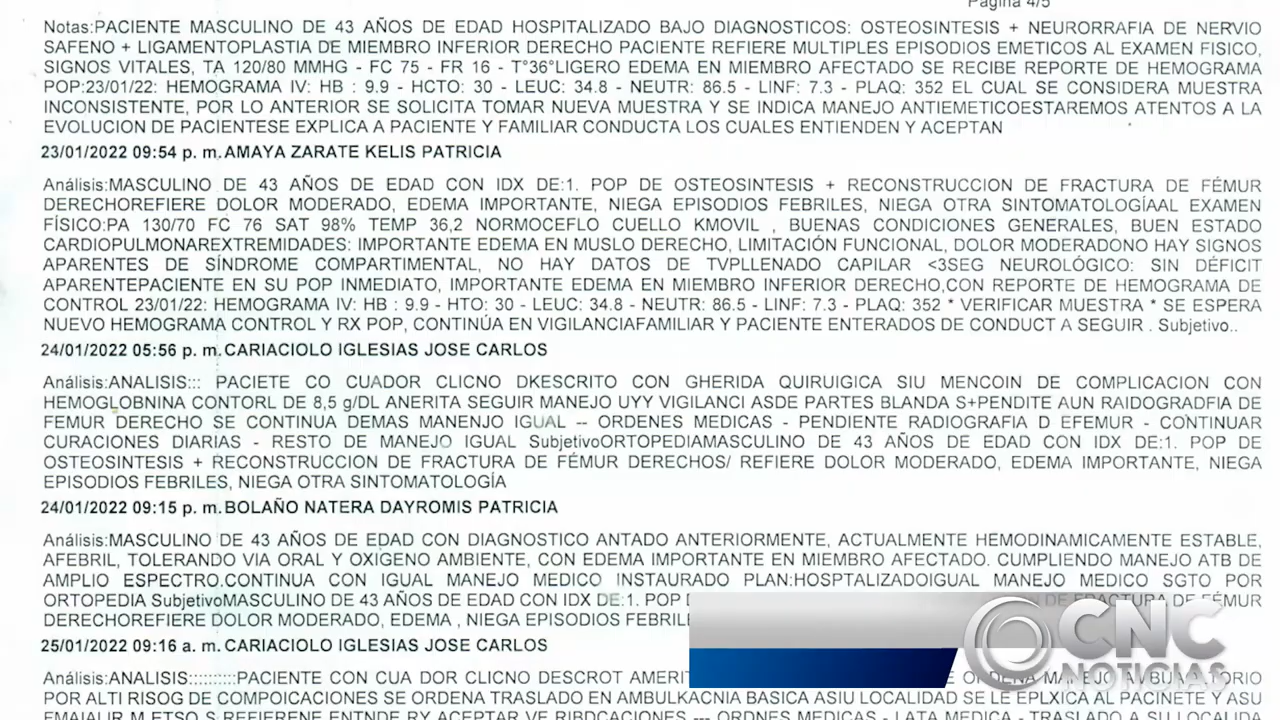 Página 4/5
Notas:PACIENTE MASCULINO DE 43 AÑOS DE EDAD HOSPITALIZADO BAJO DIAGNOSTICOS: OSTEOSINTESIS + NEURORRAFIA DE NERVIO
SAFENO + LIGAMENTOPLASTIA DE MIEMBRO INFERIOR DERECHO PACIENTE REFIERE MULTIPLES EPISODIOS EMETICOS AL EXAMEN FISICO,
SIGNOS VITALES, TA 120/80 MMHG - FC 75 - FR 16 - T°36°LIGERO EDEMA EN MIEMBRO AFECTADO SE RECIBE REPORTE DE HEMOGRAMA
POP:23/01/22: HEMOGRAMA IV: HB : 9.9 - HCTO: 30 - LEUC: 34.8 - NEUTR: 86.5 - LINF: 7.3 - PLAQ: 352 EL CUAL SE CONSIDERA MUESTRA
INCONSISTENTE, POR LO ANTERIOR SE SOLICITA TOMAR NUEVA MUESTRA Y SE INDICA MANEJO ANTIEMETICOESTAREMOS ATENTOS A LA
EVOLUCION DE PACIENTESE EXPLICA A PACIENTE Y FAMILIAR CONDUCTA LOS CUALES ENTIENDEN Y ACEPTAN
23/01/2022 09:54 p. m. AMAYA ZARATE KELIS PATRICIA
Análisis:MASCULINO DE 43 AÑOS DE EDAD CON IDX DE:1. POP DE OSTEOSINTESIS + RECONSTRUCCION DE FRACTURA DE FÉMUR
DERECHOREFIERE DOLOR MODERADO, EDEMA IMPORTANTE, NIEGA EPISODIOS FEBRILES, NIEGA OTRA SINTOMATOLOGÍAAL EXAMEN
FÍSICO:PA 130/70 FC 76 SAT 98% TEMP 36,2 NORMOCEFLO CUELLO KMOVIL , BUENAS CONDICIONES GENERALES, BUEN ESTADO
CARDIOPULMONAREXTREMIDADES: IMPORTANTE EDEMA EN MUSLO DERECHO, LIMITACIÓN FUNCIONAL, DOLOR MODERADONO HAY SIGNOS
APARENTES DE SÍNDROME COMPARTIMENTAL, NO HAY DATOS DE TVPLLENADO CAPILAR <3SEG NEUROLÓGICO: SIN DÉFICIT
APARENTEPACIENTE EN SU POP INMEDIATO, IMPORTANTE EDEMA EN MIEMBRO INFERIOR DERECHO,CON REPORTE DE HEMOGRAMA DE
CONTROL 23/01/22: HEMOGRAMA IV: HB : 9.9 - HTO: 30 - LEUC: 34.8 - NEUTR: 86.5 - LINF: 7.3 - PLAQ: 352 * VERIFICAR MUESTRA * SE ESPERA
NUEVO HEMOGRAMA CONTROL Y RX POP, CONTINÚA EN VIGILANCIAFAMILIAR Y PACIENTE ENTERADOS DE CONDUCT A SEGUIR . Subjetivo..
24/01/2022 05:56 p. m. CARIACIOLO IGLESIAS JOSE CARLOS
Análisis:ANALISIS::: PACIETE CO CUADOR CLICNO DKESCRITO CON GHERIDA QUIRUIGICA SIU MENCOIN DE COMPLICACION CON
HEMOGLOBNINA CONTORL DE 8,5 g/DL ANERITA SEGUIR MANEJO UYY VIGILANCI ASDE PARTES BLANDA S+PENDITE AUN RAIDOGRADFIA DE
FEMUR DERECHO SE CONTINUA DEMAS MANENJO IGUAL -- ORDENES MEDICAS - PENDIENTE RADIOGRAFIA D EFEMUR - CONTINUAR
CURACIONES DIARIAS - RESTO DE MANEJO IGUAL SubjetivoORTOPEDIAMASCULINO DE 43 AÑOS DE EDAD CON IDX DE:1. POP DE
OSTEOSINTESIS + RECONSTRUCCION DE FRACTURA DE FÉMUR DERECHOS/ REFIERE DOLOR MODERADO, EDEMA IMPORTANTE, NIEGA
EPISODIOS FEBRILES, NIEGA OTRA SINTOMATOLOGÍA
24/01/2022 09:15 p. m. BOLAÑO NATERA DAYROMIS PATRICIA
Análisis:MASCULINO DE 43 AÑOS DE EDAD CON DIAGNOSTICO ANTADO ANTERIORMENTE, ACTUALMENTE HEMODINAMICAMENTE ESTABLE,
AFEBRIL, TOLERANDO VIA ORAL Y OXIGENO AMBIENTE, CON EDEMA IMPORTANTE EN MIEMBRO AFECTADO. CUMPLIENDO MANEJO ATB DE
AMPLIO ESPECTRO.CONTINUA CON IGUAL MANEJO MEDICO INSTAURADO PLAN:HOSPTALIZADOIGUAL MANEJO MEDICO SGTO POR
ORTOPEDIA SubjetivoMASCULINO DE 43 AÑOS DE EDAD CON IDX DE:1. POP DE FRACTURA DE FÉMUR
DERECHOREFIERE DOLOR MODERADO, EDEMA , NIEGA EPISODIOS
25/01/2022 09:16 a. m. CARIACIOLO IGLESIAS JOSE CARLOS
Análisis:ANALISIS::::::::::PACIENTE CON CUA DOR CLICNO DESCROT ORDENA MANEJO
POR ALTI RISOG DE COMPOICACIONES SE ORDENA TRASLADO EN AMBULKACNIA BASICA ASIU LOCALIDAD SE LE EPLXICA AL PACINETE Y ASU
CNC
NOTICIAS